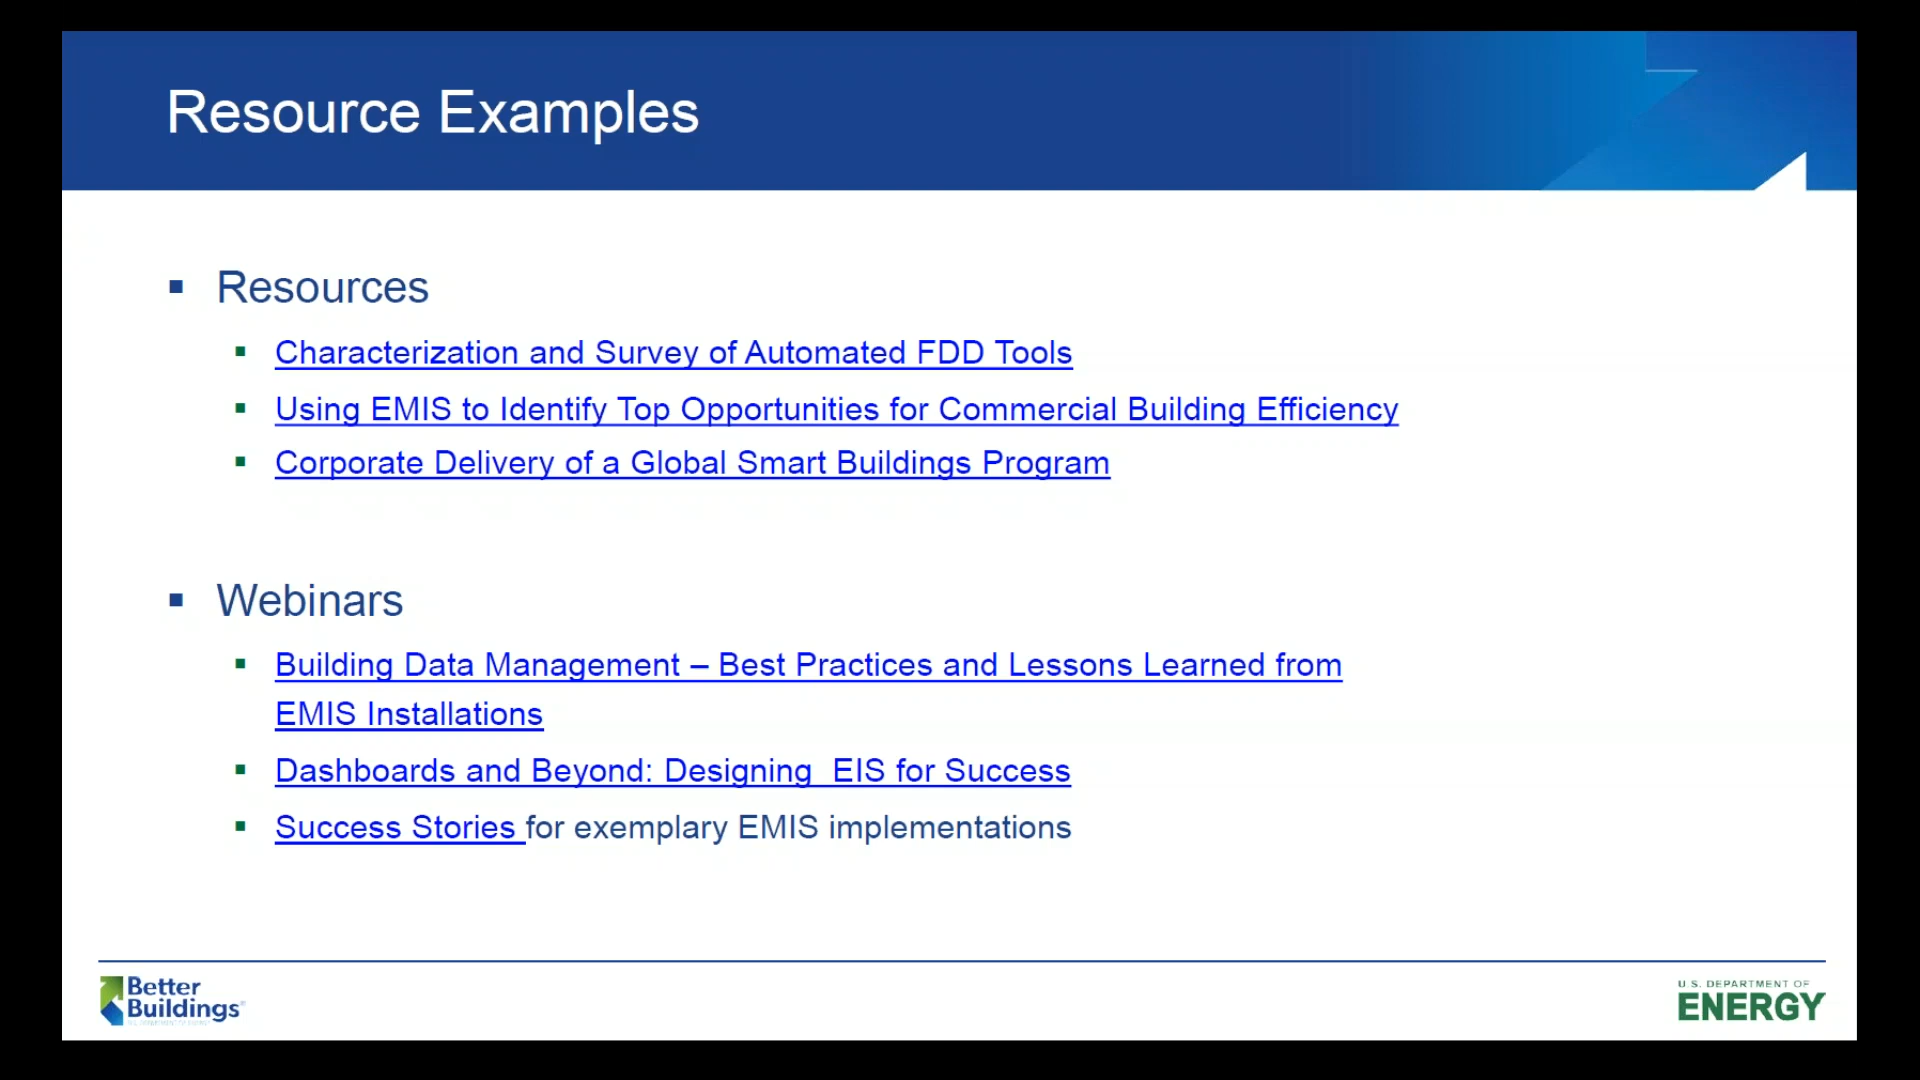 Resource Examples
Resources
Characterization and Survey of Automated FDD Tools
Using EMIS to Identify Top Opportunities for Commercial Building Efficiency
Corporate Delivery of a Global Smart Buildings Program
Webinars
Building Data Management – Best Practices and Lessons Learned from
EMIS Installations
Dashboards and Beyond: Designing  EIS for Success
Success Stories for exemplary EMIS implementations
Better
Buildings®
U.S. DEPARTMENT OF
ENERGY